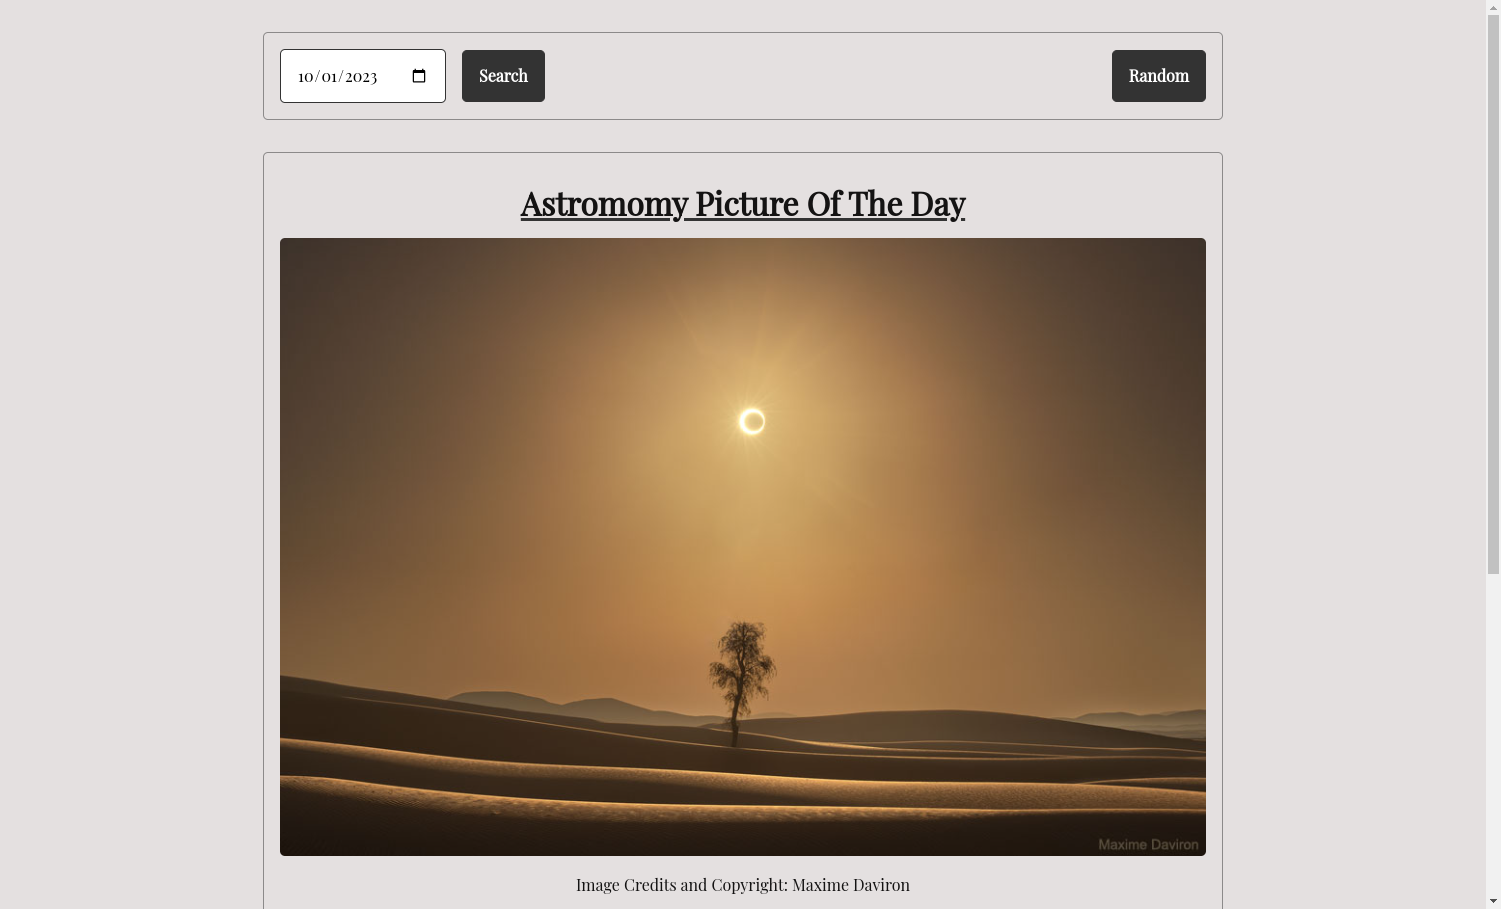 10/01/2023
Search
Random
Astromomy Picture Of The Day
Maxime Daviron
Image Credits and Copyright: Maxime Daviron